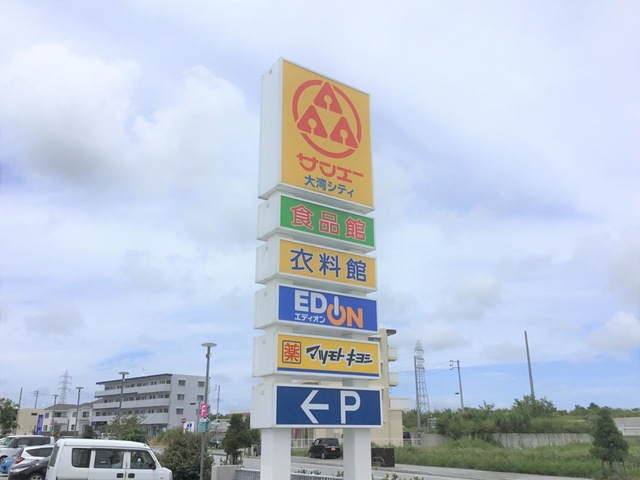 サンエー
大湾シティ
食品館
衣料館
EDION
エディオン
薬 マツモトキヨシ
← P